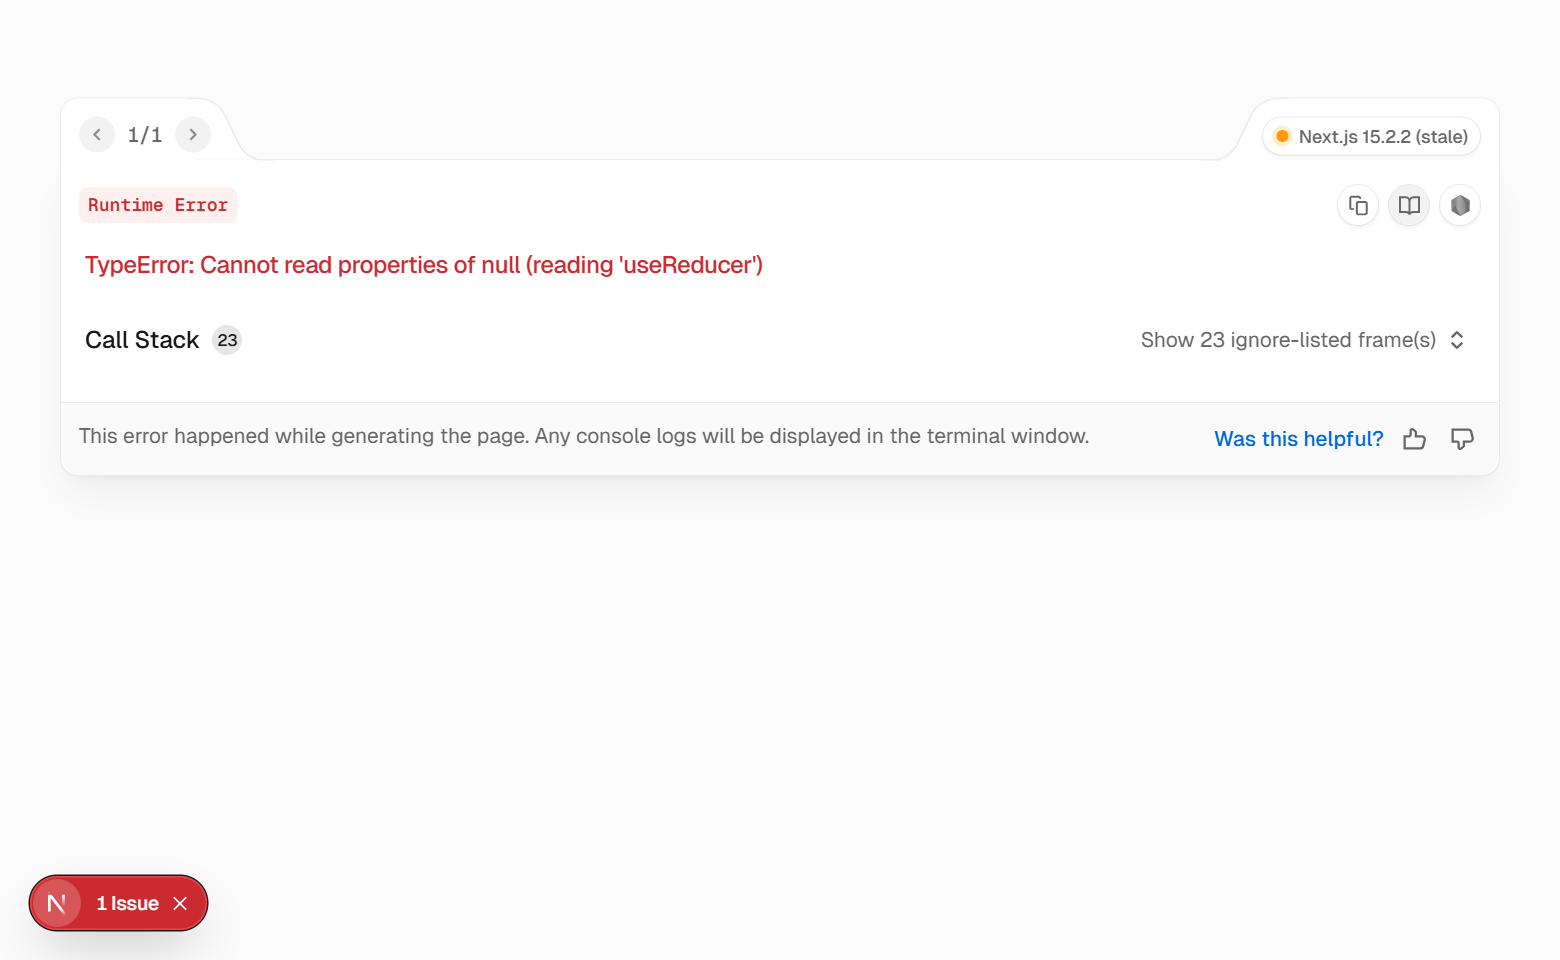 1/1
Next.js 15.2.2 (stale)
Runtime Error
TypeError: Cannot read properties of null (reading 'useReducer')
Call Stack 23
Show 23 ignore-listed frame(s)
This error happened while generating the page. Any console logs will be displayed in the terminal window.
Was this helpful?
N 1 Issue